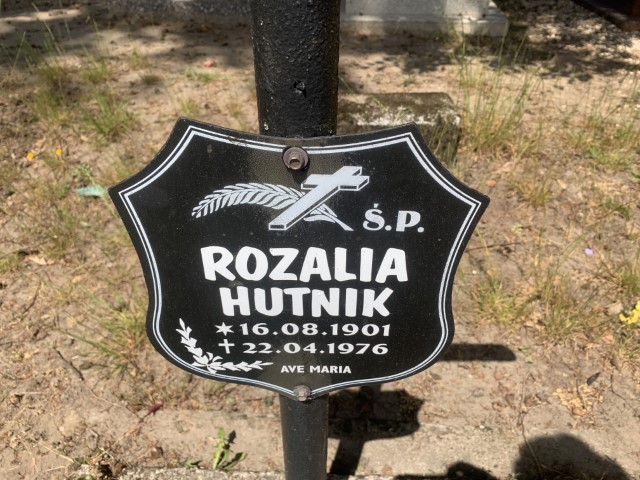 Ś.P.
ROZALIA
HUTNIK
✶16.08.1901
✝22.04.1976
AVE MARIA